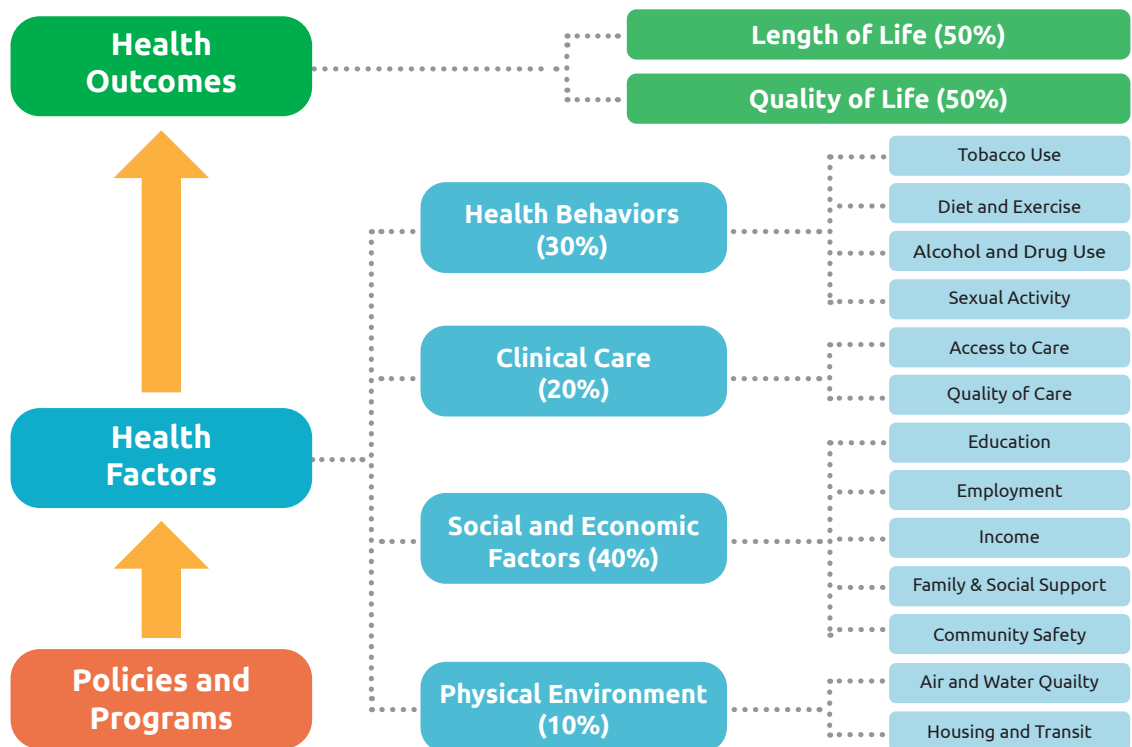 Health
Outcomes
Length of Life (50%)
Quality of Life (50%)
Health
Factors
Health Behaviors
(30%)
Tobacco Use
Diet and Exercise
Alcohol and Drug Use
Sexual Activity
Clinical Care
(20%)
Access to Care
Quality of Care
Social and Economic
Factors (40%)
Education
Employment
Income
Family & Social Support
Community Safety
Physical Environment
(10%)
Air and Water Quailty
Housing and Transit
Policies and
Programs